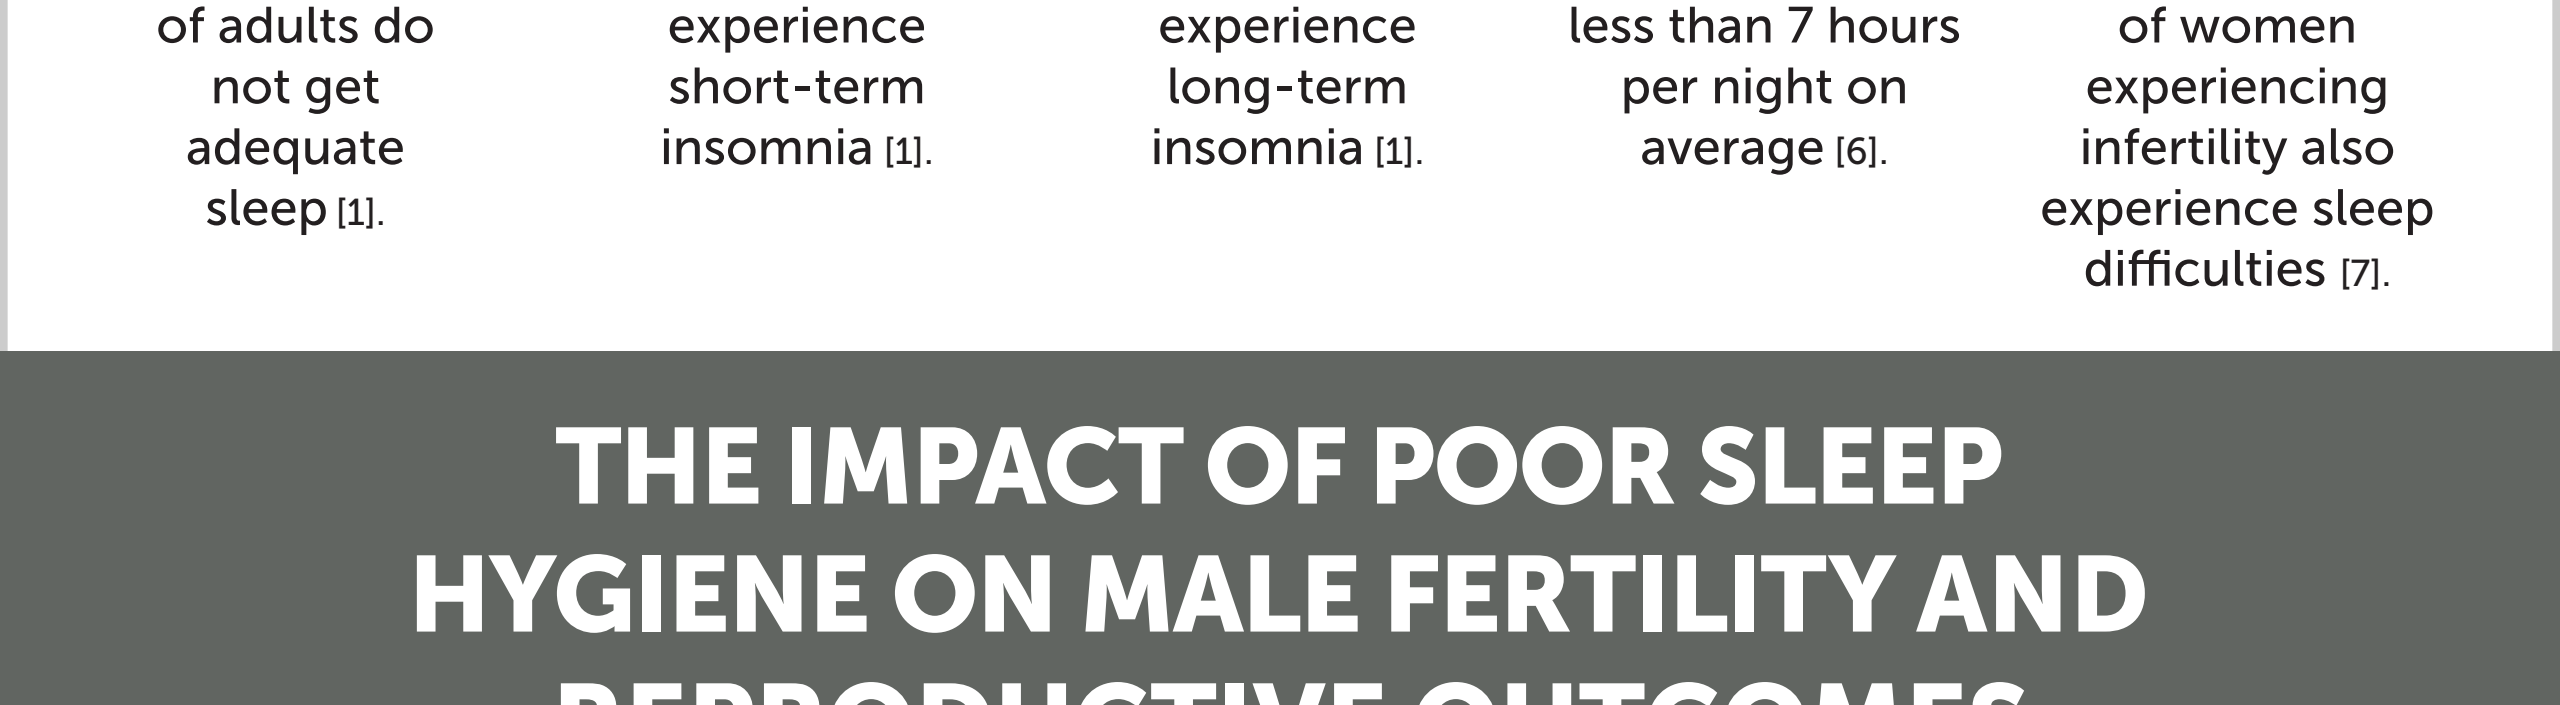 of adults do
not get
adequate
sleep [1].
experience
short-term
insomnia [1].
experience
long-term
insomnia [1].
less than 7 hours
per night on
average [6].
of women
experiencing
infertility also
experience sleep
difficulties [7].
THE IMPACT OF POOR SLEEP
HYGIENE ON MALE FERTILITY AND
REPRODUCTIVE OUTCOMES